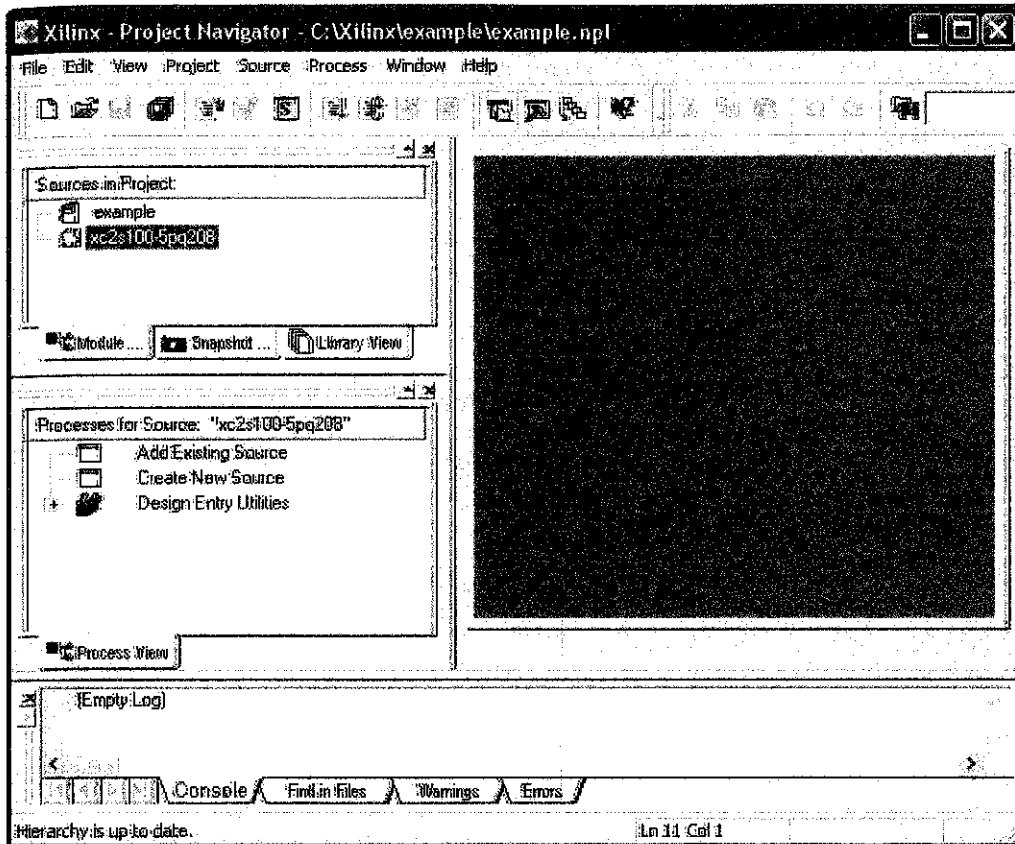 Xilinx - Project Navigator - C:\Xilinx\example\example.npl
File Edit View Project Source Process Window Help
Sources in Project:
example
xc2s100-5pq208
Module .... Snapshot ... Library View
Processes for Source: "xc2s100-5pq208"
Add Existing Source
Create New Source
Design Entry Utilities
Process View
(Empty Log)
Console Find in Files Warnings Errors
Hierarchy is up to date. Ln 11 Col 1